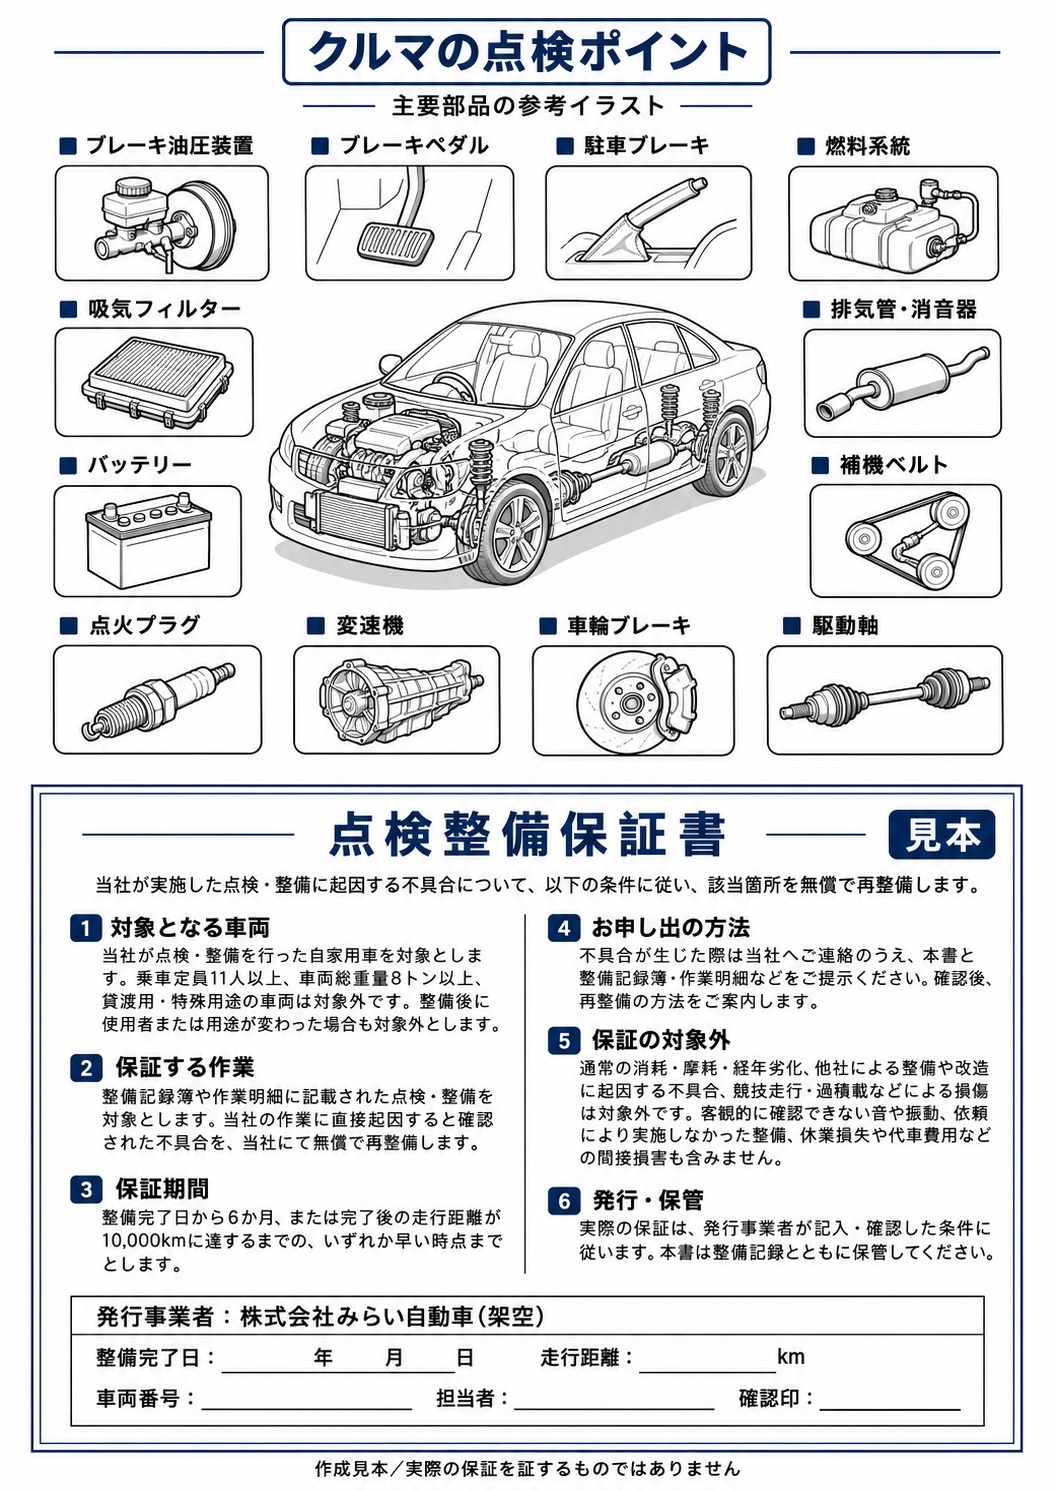 クルマの点検ポイント
主要部品の参考イラスト
ブレーキ油圧装置
ブレーキペダル
駐車ブレーキ
燃料系統
吸気フィルター
排気管・消音器
バッテリー
補機ベルト
点火プラグ
変速機
車輪ブレーキ
駆動軸
点検整備保証書
見本
当社が実施した点検・整備に起因する不具合について、以下の条件に従い、該当箇所を無償で再整備します。
1 対象となる車両
当社が点検・整備を行った自家用車を対象としま
す。乗車定員11人以上、車両総重量8トン以上、
貸渡用・特殊用途の車両は対象外です。整備後に
使用者または用途が変わった場合も対象外とします。
2 保証する作業
整備記録簿や作業明細に記載された点検・整備を
対象とします。当社の作業に直接起因すると確認
された不具合を、当社にて無償で再整備します。
3 保証期間
整備完了日から6か月、または完了後の走行距離が
10,000kmに達するまでの、いずれか早い時点まで
とします。
4 お申し出の方法
不具合が生じた際は当社へご連絡のうえ、本書と
整備記録簿・作業明細などをご提示ください。確認後、
再整備の方法をご案内します。
5 保証の対象外
通常の消耗・摩耗・経年劣化、他社による整備や改造
に起因する不具合、競技走行・過積載などによる損傷
は対象外です。客観的に確認できない音や振動、依頼
により実施しなかった整備、休業損失や代車費用など
の間接損害も含みません。
6 発行・保管
実際の保証は、発行事業者が記入・確認した条件に
従います。本書は整備記録とともに保管してください。
発行事業者：株式会社みらい自動車（架空）
整備完了日： 年 月 日 走行距離： km
車両番号： 担当者： 確認印：
作成見本／実際の保証を証するものではありません